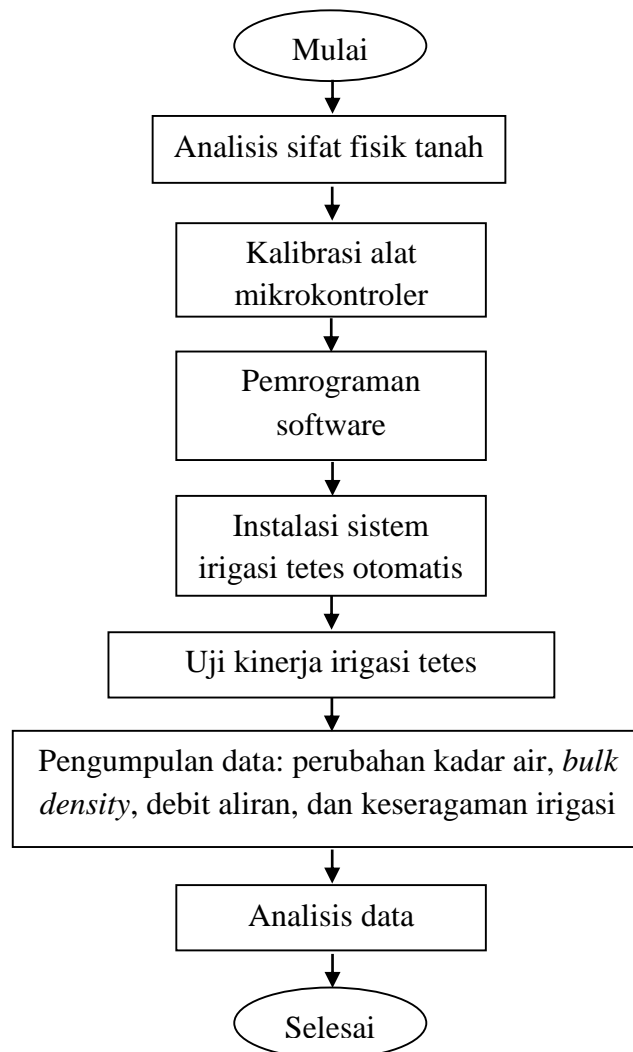 Mulai
Analisis sifat fisik tanah
Kalibrasi alat
mikrokontroler
Pemrograman
software
Instalasi sistem
irigasi tetes otomatis
Uji kinerja irigasi tetes
Pengumpulan data: perubahan kadar air, bulk
density, debit aliran, dan keseragaman irigasi
Analisis data
Selesai